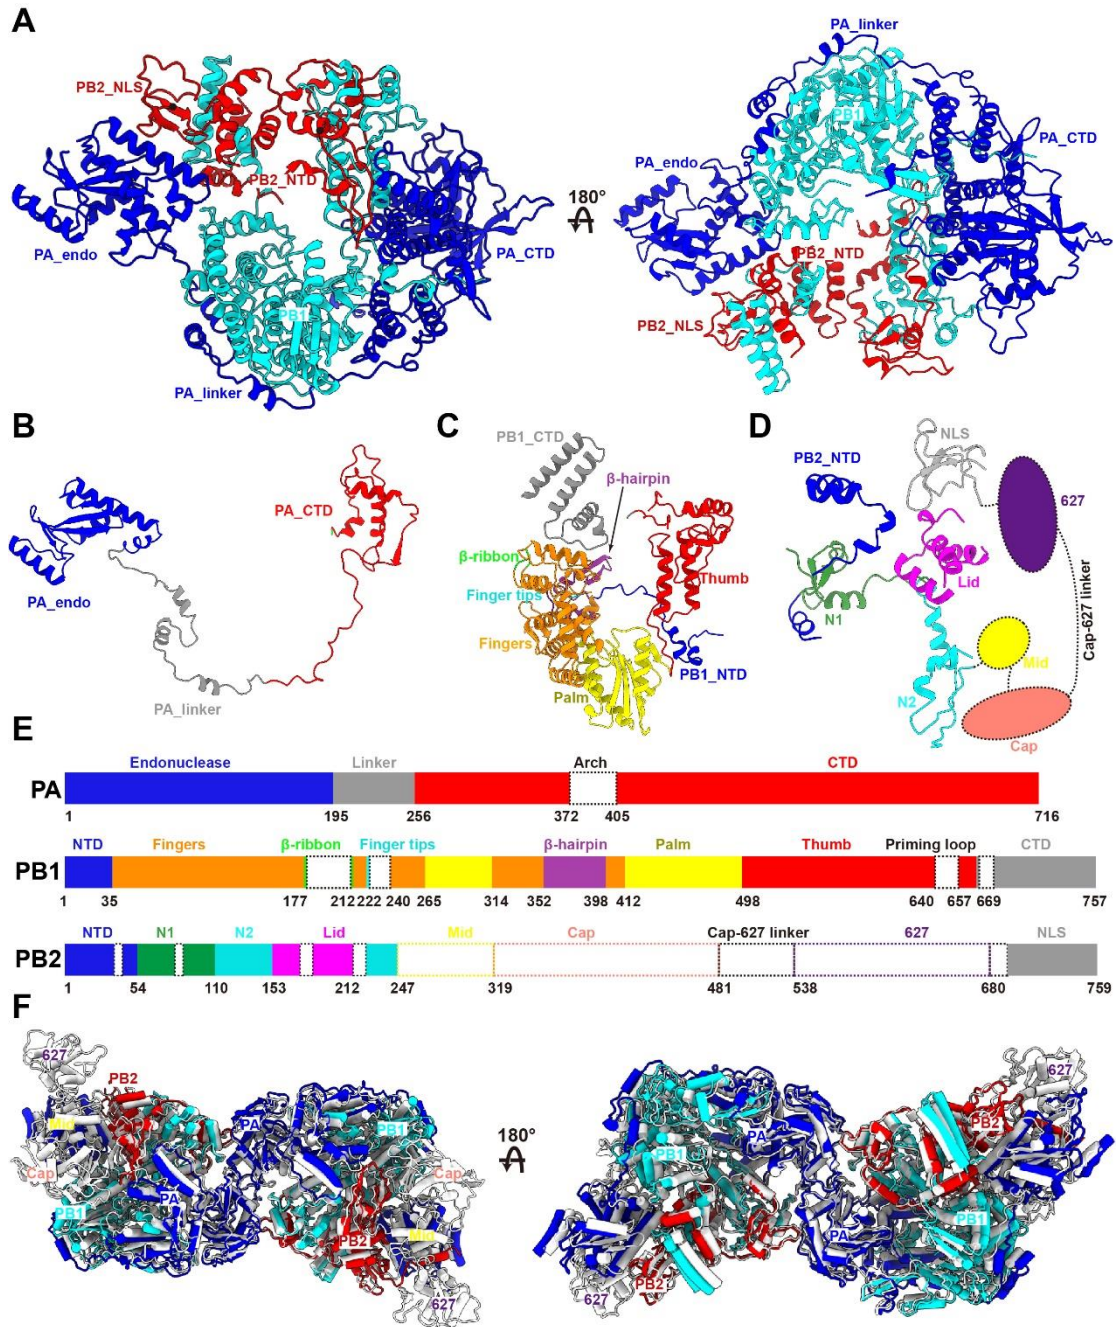 A
PB2_NLS
PB2_NTD
PA_endo
PA_CTD
PB1
PA_linker
180°
PA_linker
PB1
PA_CTD
PA_endo
PB2_NTD
PB2_NLS
B
PA_endo
PA_linker
PA_CTD
C
PB1_CTD
β-hairpin
β-ribbon
Finger tips
Thumb
Fingers
Palm
PB1_NTD
D
NLS
PB2_NTD
627
Lid
N1
Cap-627 linker
Mid
N2
Cap
E
Endonuclease Linker Arch CTD
PA
1 195 256 372 405 716
NTD Fingers β-ribbon Finger tips β-hairpin Palm Thumb Priming loop CTD
PB1
1 35 177 212 222 240 265 314 352 398 412 498 640 657 669 757
NTD N1 N2 Lid Mid Cap Cap-627 linker 627 NLS
PB2
1 54 110 153 212 247 319 481 538 680 759
F
627
PB2
Mid
PA
PB1
Cap
Cap
PB1
PA
PB2
Mid
627
180°
627
PB2
PA
PB1
PB1
PA
PB2
627